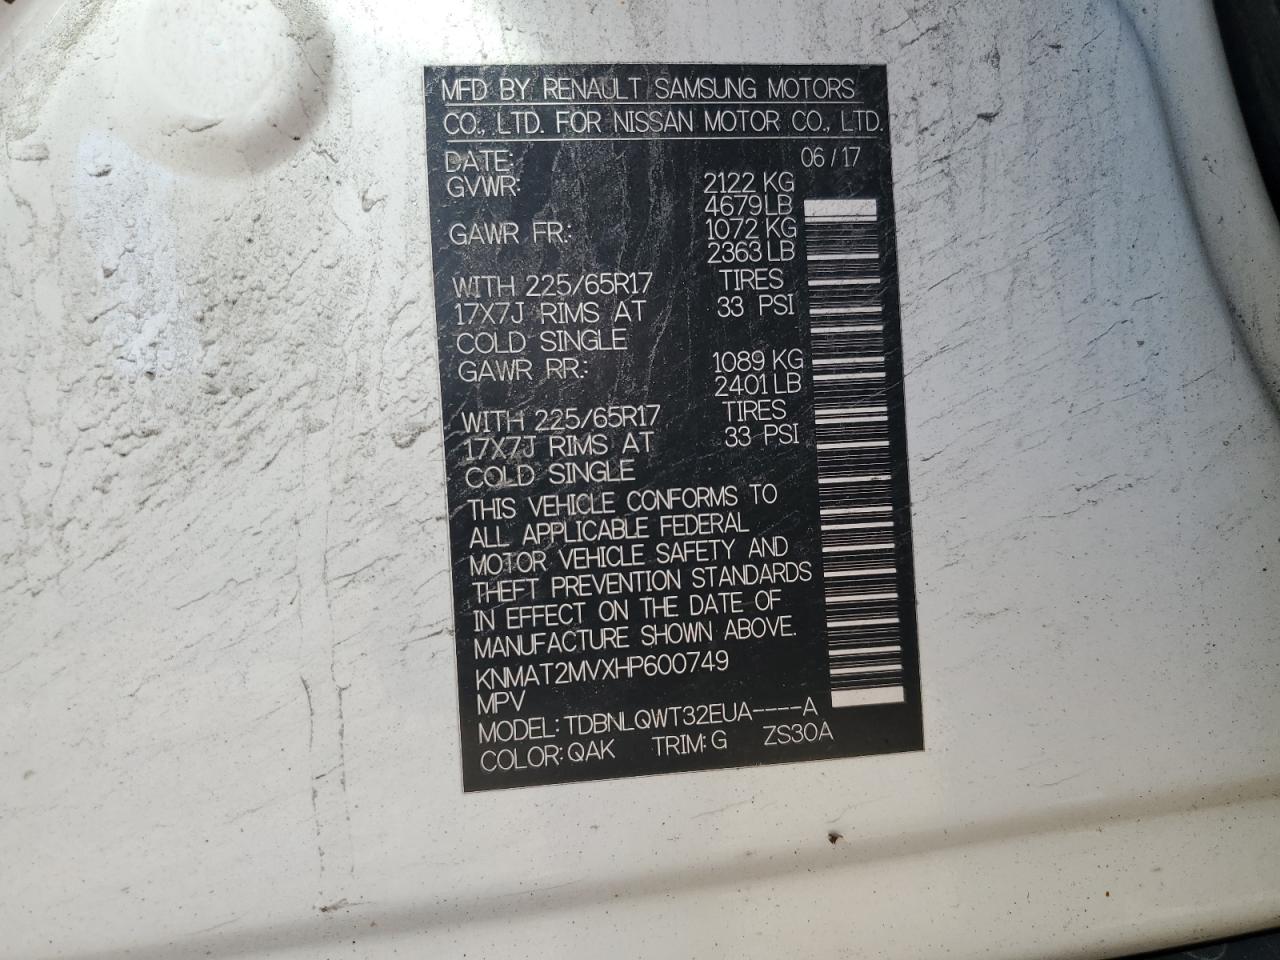 MFD BY RENAULT SAMSUNG MOTORS
CO., LTD. FOR NISSAN MOTOR CO., LTD.
DATE: 06 / 17
GVWR: 2122 KG
4679 LB
GAWR FR: 1072 KG
2363 LB
WITH 225/65R17 TIRES
17X7J RIMS AT 33 PSI
COLD SINGLE
GAWR RR: 1089 KG
2401 LB
WITH 225/65R17 TIRES
17X7J RIMS AT 33 PSI
COLD SINGLE
THIS VEHICLE CONFORMS TO
ALL APPLICABLE FEDERAL
MOTOR VEHICLE SAFETY AND
THEFT PREVENTION STANDARDS
IN EFFECT ON THE DATE OF
MANUFACTURE SHOWN ABOVE.
KNMAT2MVXHP600749
MPV
MODEL: TDBNLQWT32EUA----A
COLOR: QAK TRIM: G ZS30A